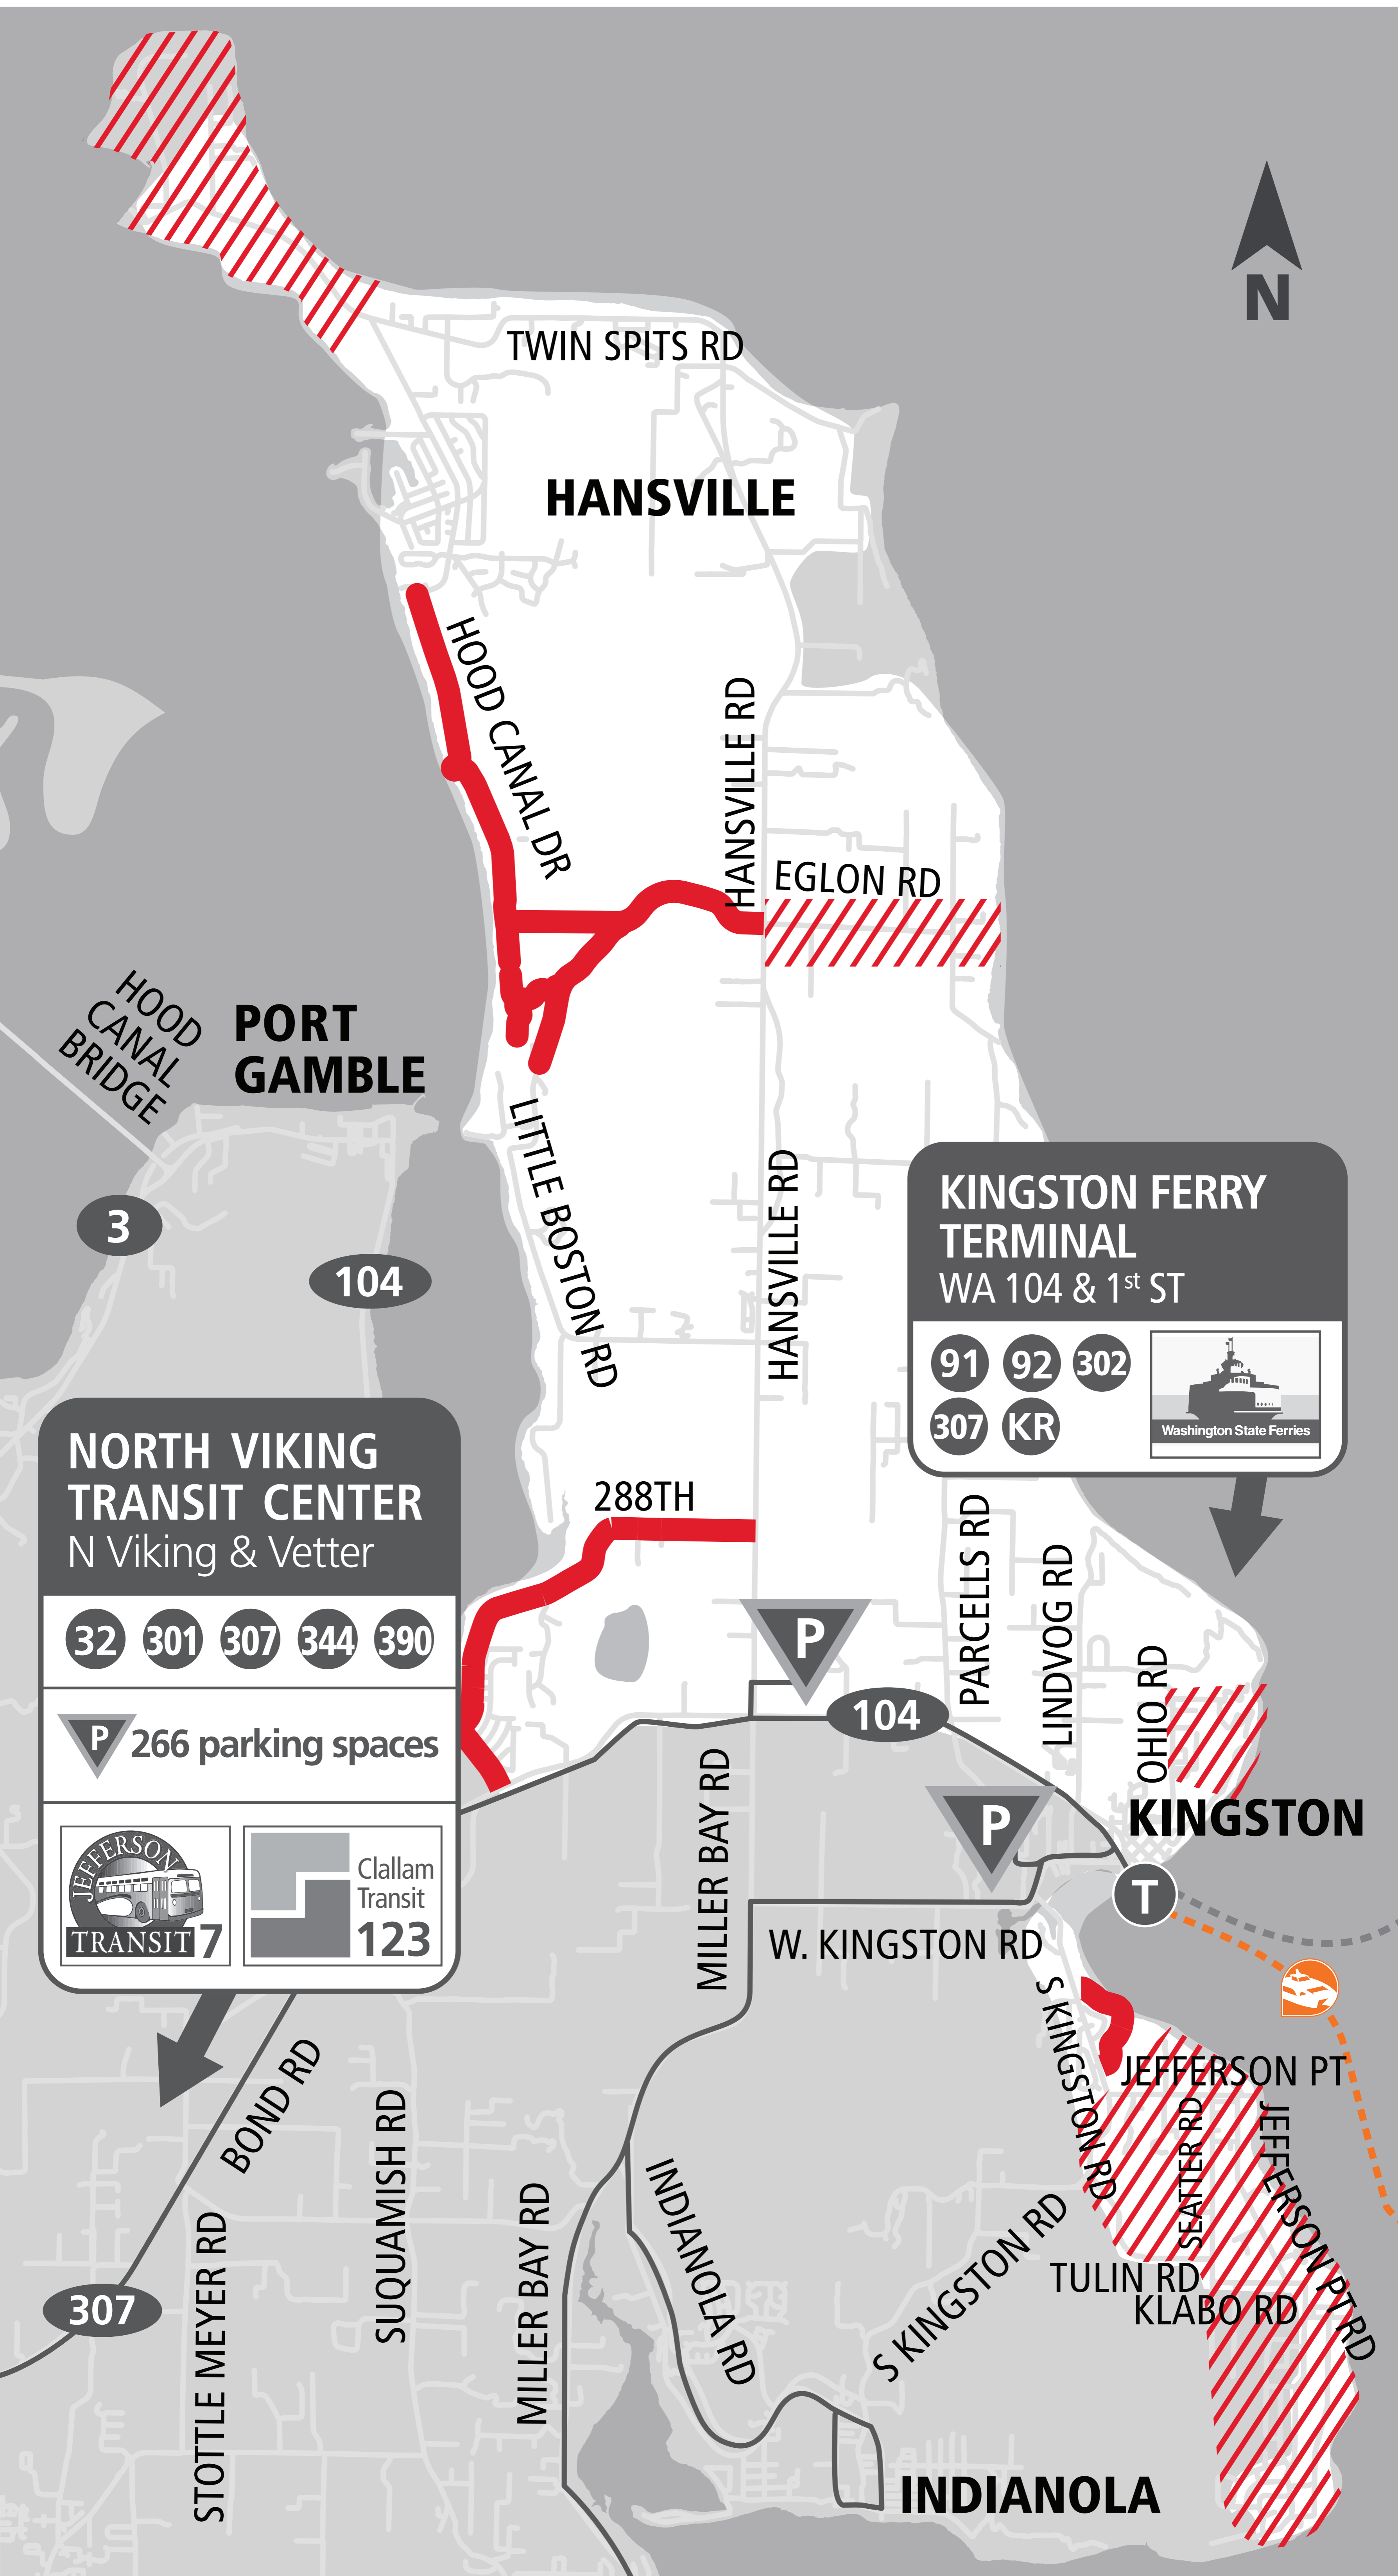 N
TWIN SPITS RD
HANSVILLE
HOOD CANAL DR
HANSVILLE RD
EGLON RD
HOOD
CANAL
BRIDGE
PORT
GAMBLE
LITTLE BOSTON RD
HANSVILLE RD
3
104
KINGSTON FERRY
TERMINAL
WA 104 & 1st ST
91 92 302
307 KR
Washington State Ferries
NORTH VIKING
TRANSIT CENTER
N Viking & Vetter
32 301 307 344 390
P 266 parking spaces
JEFFERSON
TRANSIT 7
Clallam
Transit
123
288TH
PARCELLS RD
LINDVOG RD
OHIO RD
P
104
MILLER BAY RD
P
KINGSTON
T
W. KINGSTON RD
S KINGSTON RD
JEFFERSON PT
SEATTER RD
JEFFERSON PT RD
BOND RD
SUQUAMISH RD
STOTTLE MEYER RD
307
MILLER BAY RD
INDIANOLA RD
S KINGSTON RD
TULIN RD
KLABO RD
INDIANOLA